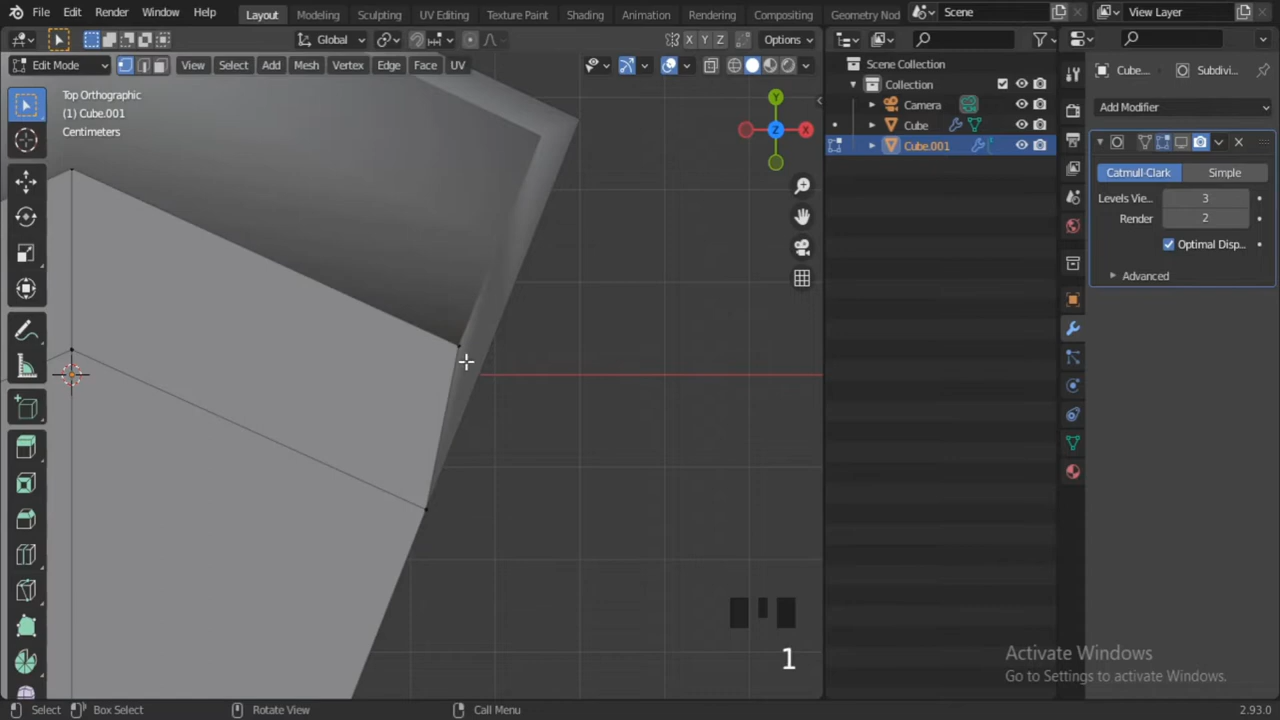 File Edit Render Window Help Layout Modeling Sculpting UV Editing Texture Paint Shading Animation Rendering Compositing Geometry Nod Scene View Layer
Global X Y Z Options
Edit Mode View Select Add Mesh Vertex Edge Face UV
Scene Collection
Collection
Camera
Cube
Cube.001
Top Orthographic
(1) Cube.001
Centimeters
Y
Z
X
Cube... Subdivi...
Add Modifier
Catmull-Clark Simple
Levels Vie... 3
Render 2
Optimal Disp...
Advanced
1
Activate Windows
Go to Settings to activate Windows.
Select Box Select Rotate View Call Menu 2.93.0